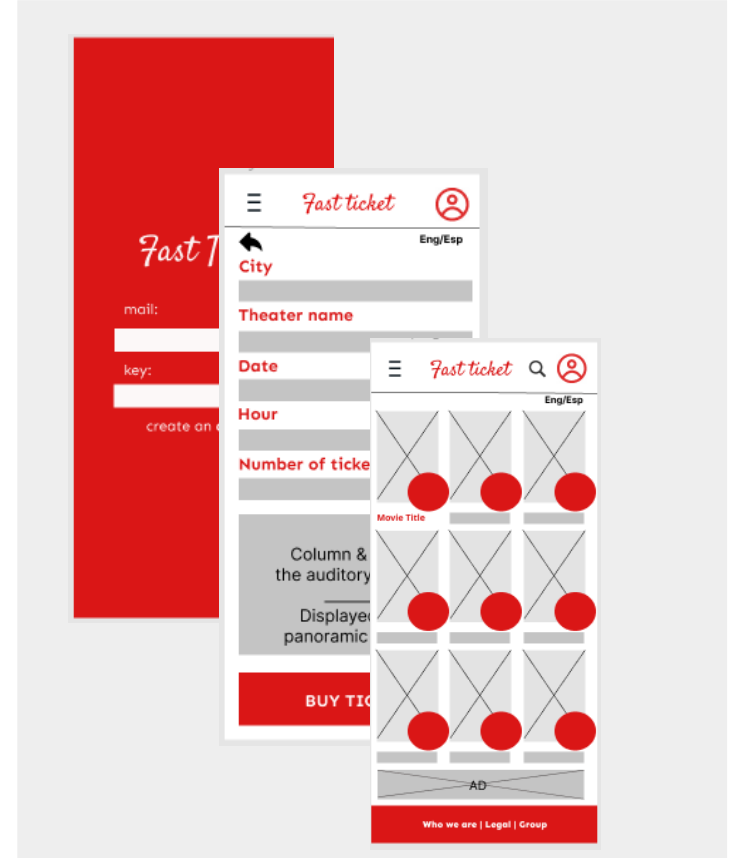 Fast T
mail:
key:
create an
Fast ticket
Eng/Esp
City
Theater name
Date
Hour
Number of ticke
Column &
the auditory
Displaye
panoramic
BUY TIC
Fast ticket
Eng/Esp
Movie Title
AD
Who we are | Legal | Group